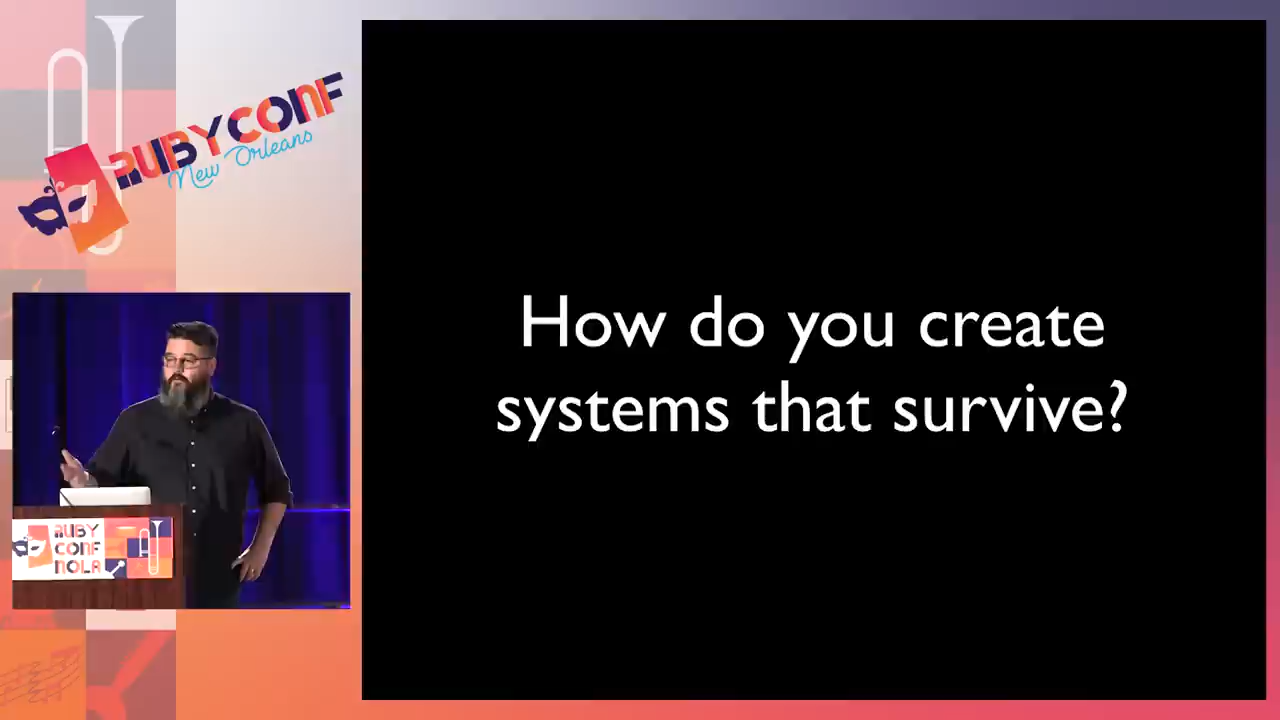 RUBYCONF
New Orleans
How do you create
systems that survive?
RUBY
CONF
NOLA